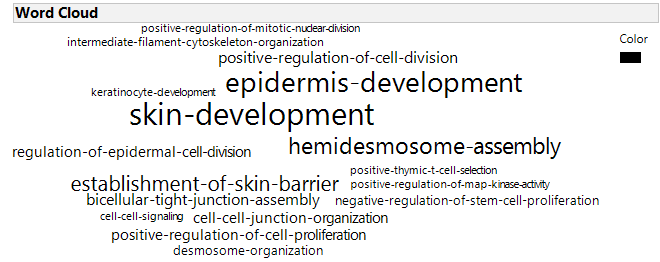 Word Cloud
positive-regulation-of-mitotic-nuclear-division
intermediate-filament-cytoskeleton-organization
Color
positive-regulation-of-cell-division
epidermis-development
keratinocyte-development
skin-development
hemidesmosome-assembly
regulation-of-epidermal-cell-division
positive-thymic-t-cell-selection
establishment-of-skin-barrier
positive-regulation-of-map-kinase-activity
bicellular-tight-junction-assembly
negative-regulation-of-stem-cell-proliferation
cell-cell-signaling
cell-cell-junction-organization
positive-regulation-of-cell-proliferation
desmosome-organization